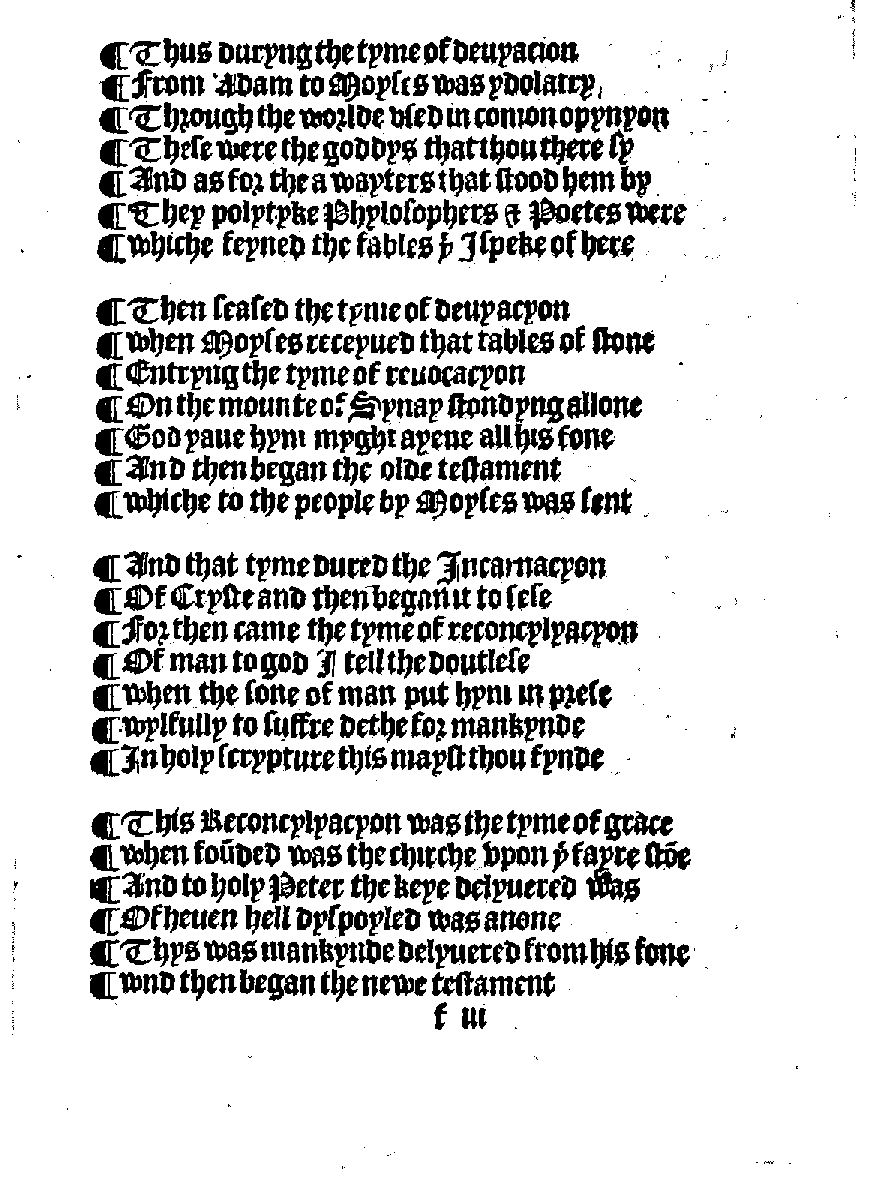 ¶Thus duryng the tyme of deuyacion
¶From Adam to Moyses was ydolatry,
¶Through the worlde vsed in comon opynyon
¶These were the goddys that thou there sy
¶And as for the a wayters that stood hem by
¶They polytyke Phylosophers & Poetes were
¶whiche feyned the fables þͭ I speke of here

¶Then seased the tyme of deuyacyon
¶when Moyses receyued that tables of stone
¶Entryng the tyme of reuocacyon
¶On the mounte of Synay stondyng allone
¶God yaue hym myght ayene all his fone
¶And then began the olde testament
¶whiche to the people by Moyses was sent

¶And that tyme dured the Incarnacyon
¶Of Cryste and then began it to sese
¶For then came the tyme of reconcylyacyon
¶Of man to god I tell the doutlese
¶when the sone of man put hym in prese
¶wylfully to suffre dethe for mankynde
¶In holy scrypture this mayst thou fynde

¶This Reconcylyacyon was the tyme of grace
¶when foūded was the chirche vpon þͭ fayre stōe
¶And to holy Peter the keye delyuered was
¶Of heuen hell dyspoyled was anone
¶Thys was mankynde delyuered from his fone
¶wnd then began the newe testament
f iii